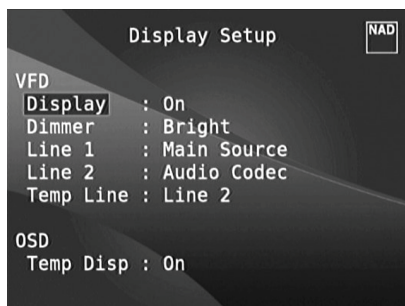 Display Setup
NAD
VFD
Display : On
Dimmer : Bright
Line 1 : Main Source
Line 2 : Audio Codec
Temp Line : Line 2
OSD
Temp Disp : On